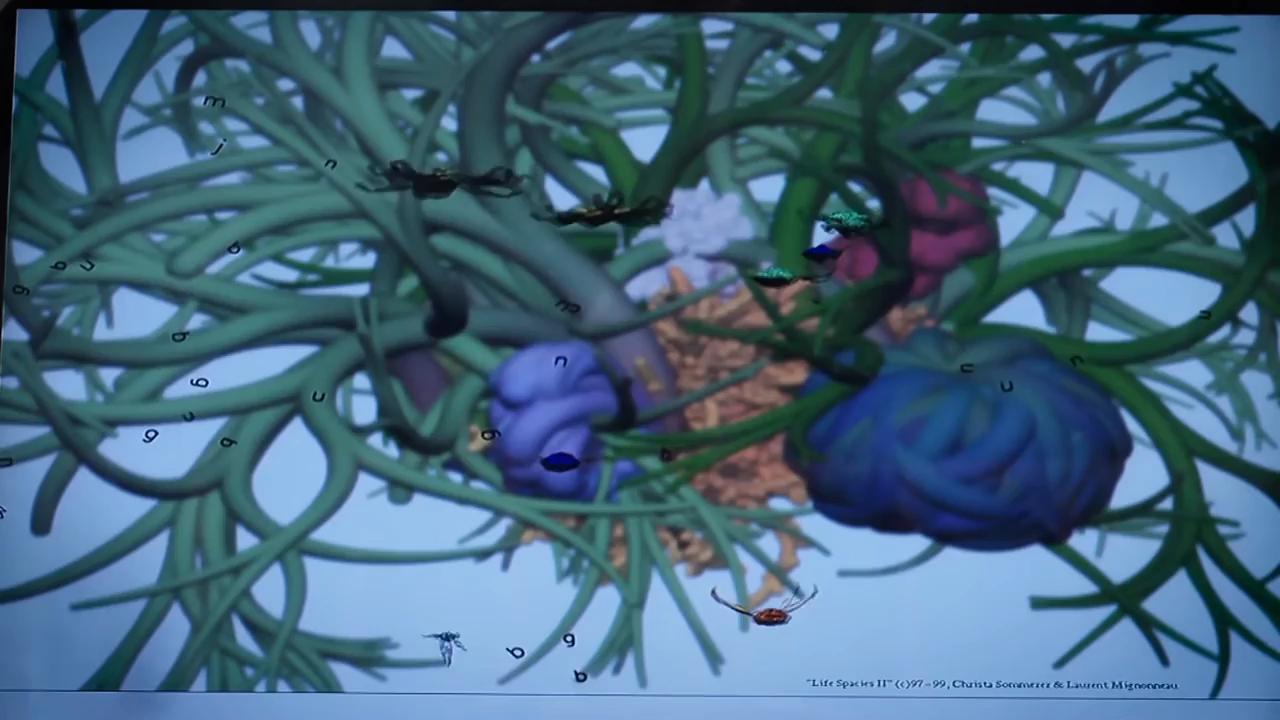 m
j
n
g
b
u
a
m
u
b
g
c
n
u
c
n
u
g
u
g
g
a
u
g
b
g
b
"Life Spacies II" (c)97-99, Christa Sommerer & Laurent Mignonneau